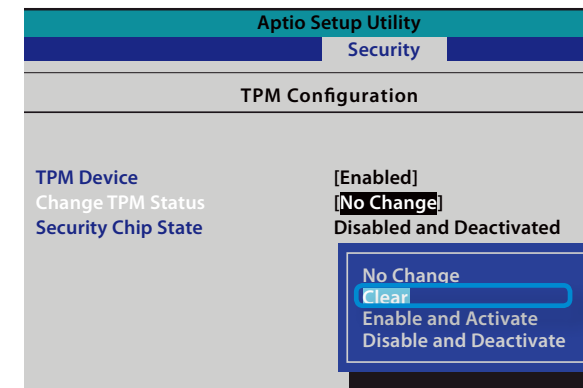 Aptio Setup Utility
Security
TPM Configuration
TPM Device [Enabled]
Change TPM Status [No Change]
Security Chip State Disabled and Deactivated
No Change
Clear
Enable and Activate
Disable and Deactivate